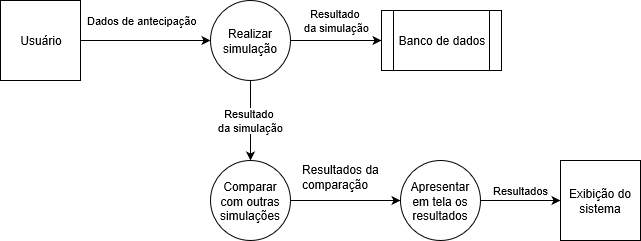 Usuário
Dados de antecipação
Realizar
simulação
Resultado
da simulação
Banco de dados
Resultado
da simulação
Comparar
com outras
simulações
Resultados da
comparação
Apresentar
em tela os
resultados
Resultados
Exibição do
sistema